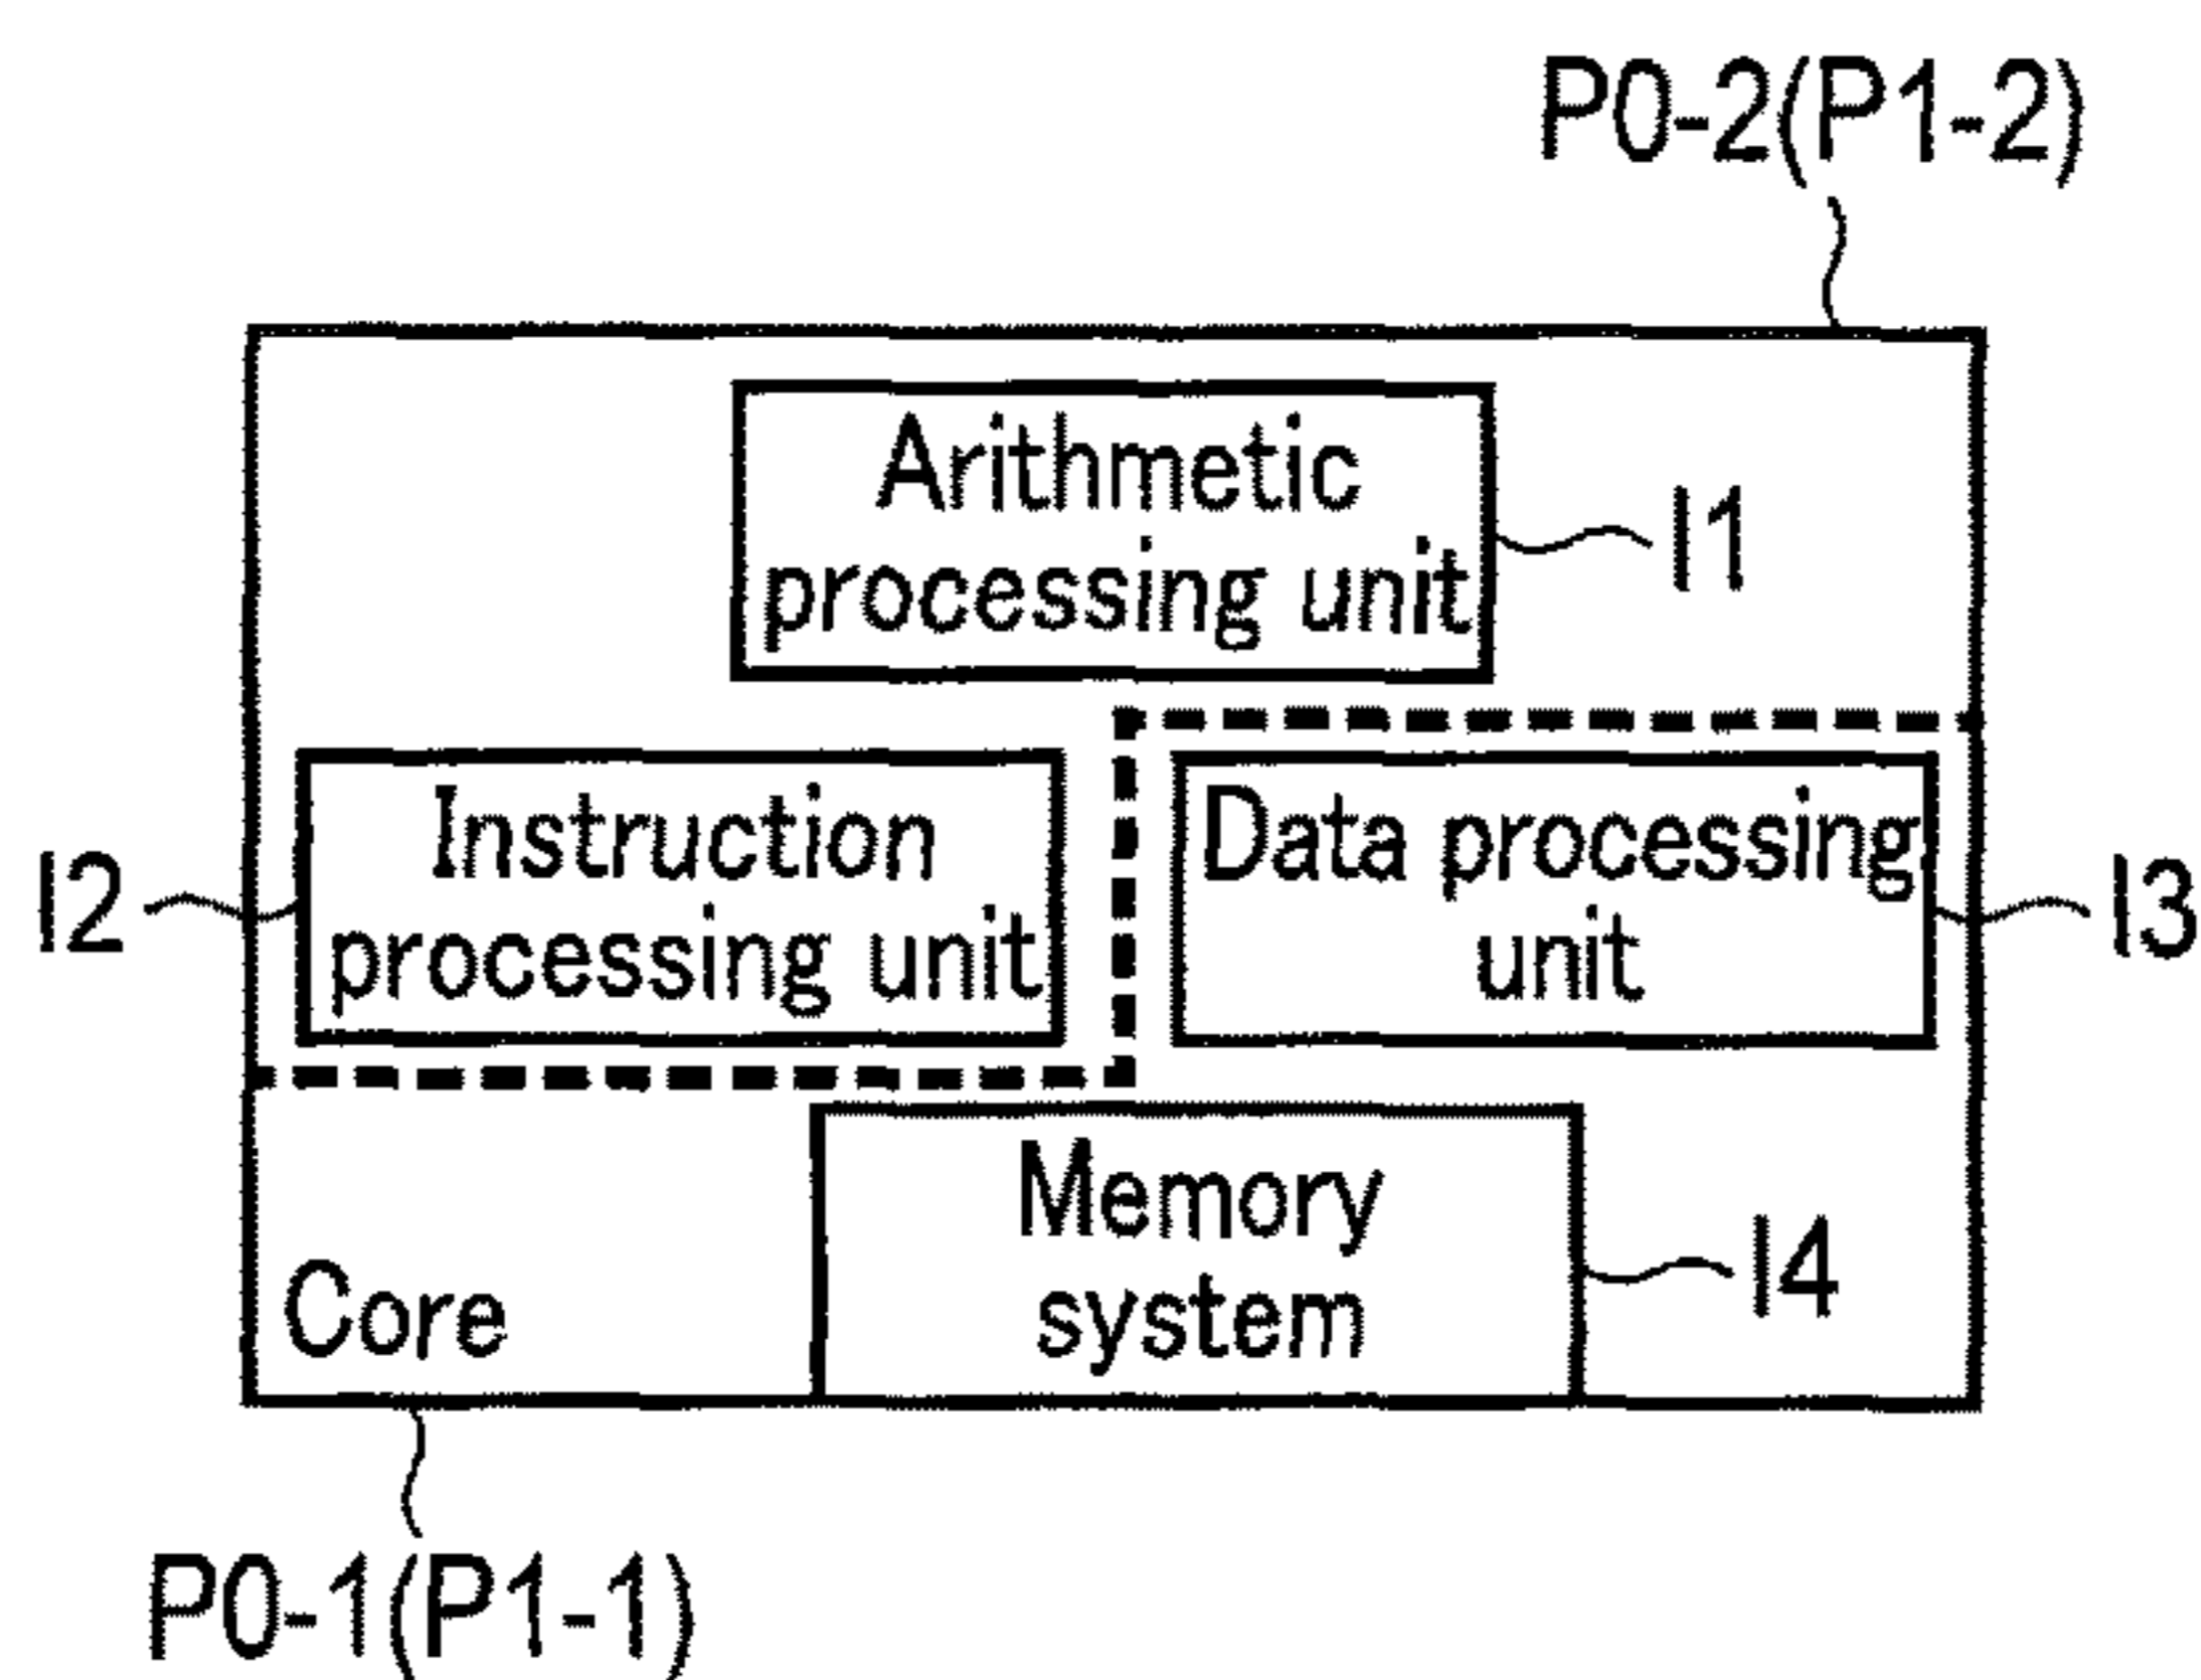 P0-2(P1-2)
Arithmetic
processing unit
I1
I2
Instruction
processing unit
Data processing
unit
I3
Memory
system
I4
Core
P0-1(P1-1)